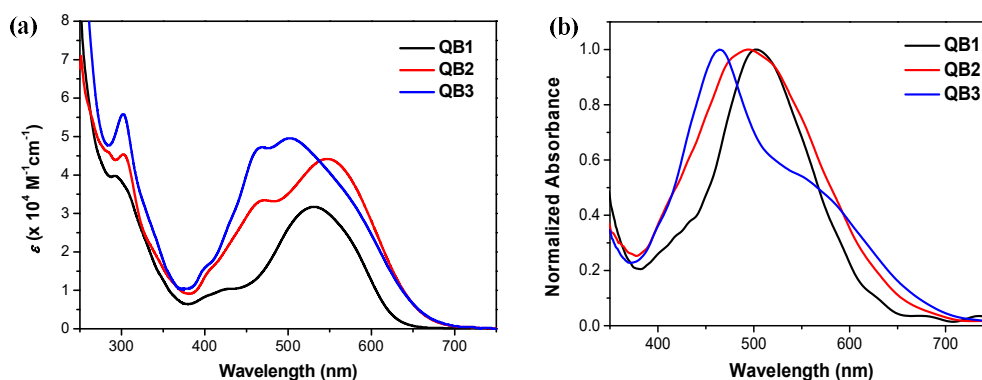 (a)
QB1
QB2
QB3
ε (x 10⁴ M⁻¹cm⁻¹)
8
7
6
5
4
3
2
1
0
300 400 500 600 700
Wavelength (nm)
(b)
QB1
QB2
QB3
Normalized Absorbance
1.0
0.8
0.6
0.4
0.2
0.0
400 500 600 700
Wavelength (nm)